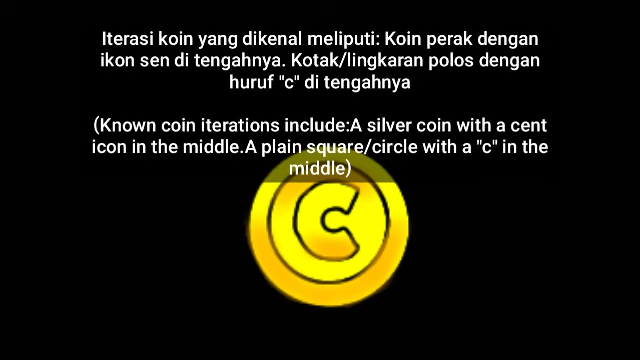 Iterasi koin yang dikenal meliputi: Koin perak dengan
ikon sen di tengahnya. Kotak/lingkaran polos dengan
huruf "c" di tengahnya
(Known coin iterations include:A silver coin with a cent
icon in the middle.A plain square/circle with a "c" in the
middle)
C